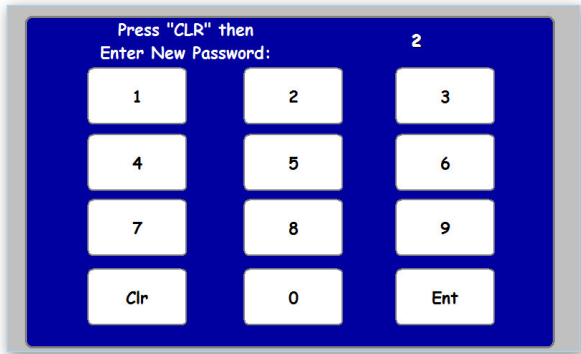 Press "CLR" then
Enter New Password:
2
1 2 3
4 5 6
7 8 9
Clr 0 Ent